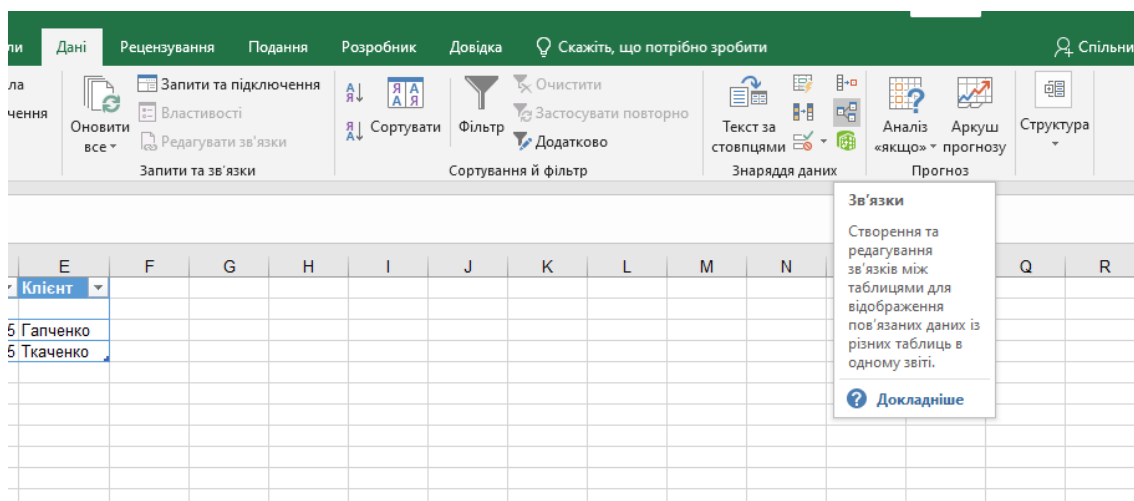 ли Дані Рецензування Подання Розробник Довідка Скажіть, що потрібно зробити Спільни
ла
чення
Оновити
все
Запити та підключення
Властивості
Редагувати зв'язки
Запити та зв'язки
Сортувати
Фільтр
Очистити
Застосувати повторно
Додатково
Сортування й фільтр
Текст за
стовпцями
Знаряддя даних
Аналіз
«якщо»
Аркуш
прогнозу
Прогноз
Структура
Зв'язки
Створення та
редагування
зв'язків між
таблицями для
відображення
пов'язаних даних із
різних таблиць в
одному звіті.
Докладніше
E F G H I J K L M N Q R
Клієнт
5 Гапченко
5 Ткаченко